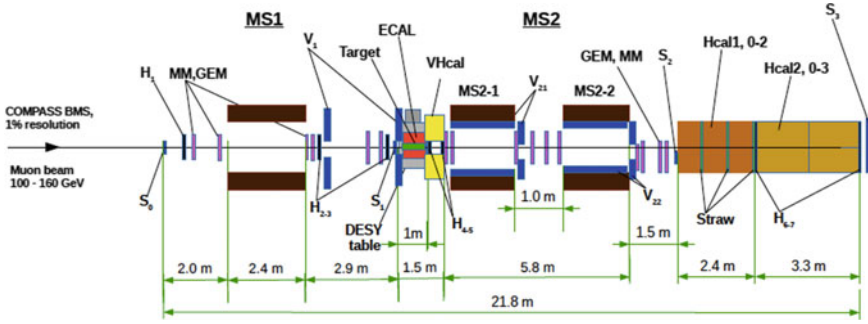 MS1
MS2
S3
ECAL
V1
Target
VHcal
GEM, MM
S2
Hcal1, 0-2
Hcal2, 0-3
H1
MM,GEM
V21
MS2-1
MS2-2
COMPASS BMS,
1% resolution
Muon beam
100 - 160 GeV
S0
H2-3
S1
DESY
table
H4-5
V22
Straw
H6-7
1m
1.0 m
1.5 m
2.0 m
2.4 m
2.9 m
1.5 m
5.8 m
2.4 m
3.3 m
21.8 m